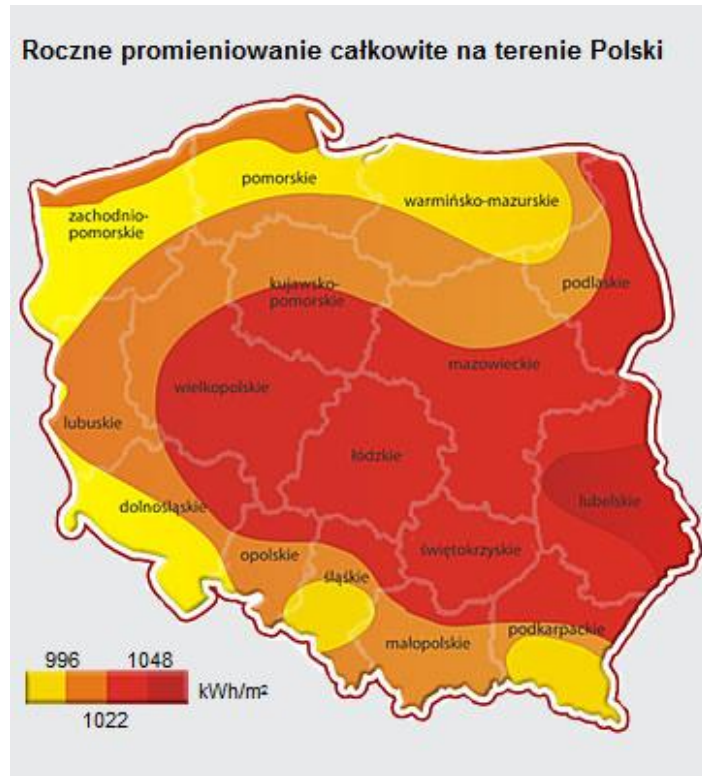 Roczne promieniowanie całkowite na terenie Polski
pomorskie
warmińsko-mazurskie
zachodnio-
pomorskie
podlaskie
kujawsko-
pomorskie
mazowieckie
wielkopolskie
lubuskie
łódzkie
lubelskie
dolnośląskie
świętokrzyskie
opolskie
śląśkie
podkarpackie
małopolskie
996 1048
kWh/m²
1022